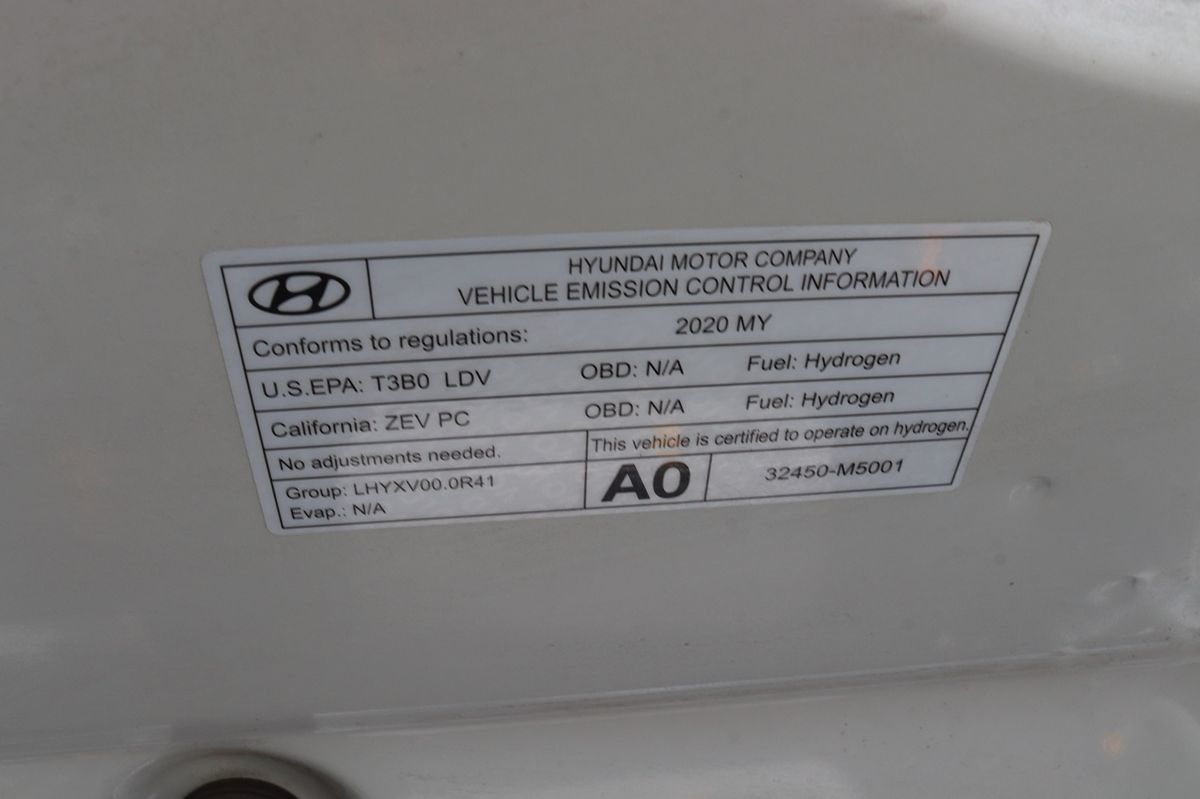 HYUNDAI MOTOR COMPANY
VEHICLE EMISSION CONTROL INFORMATION
Conforms to regulations: 2020 MY
U.S.EPA: T3B0 LDV OBD: N/A Fuel: Hydrogen
California: ZEV PC OBD: N/A Fuel: Hydrogen
No adjustments needed. This vehicle is certified to operate on hydrogen.
Group: LHYXV00.0R41
Evap.: N/A
A0 32450-M5001